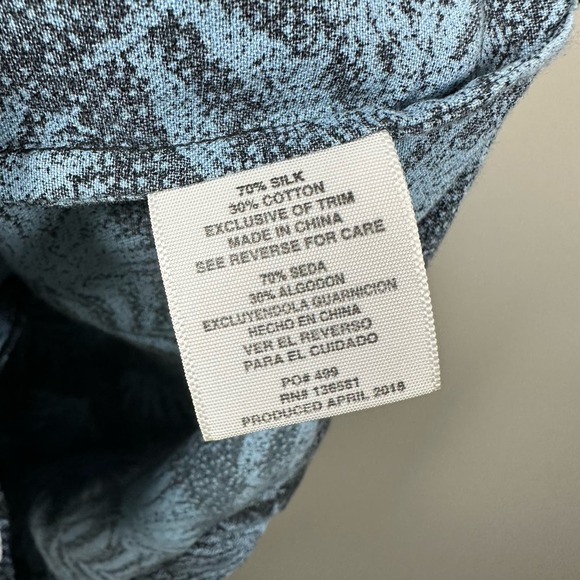 70% SILK
30% COTTON
EXCLUSIVE OF TRIM
MADE IN CHINA
SEE REVERSE FOR CARE
70% SEDA
30% ALGODON
EXCLUYENDOLA GUARNICION
HECHO EN CHINA
VER EL REVERSO
PARA EL CUIDADO
PO# 499
RN# 136581
PRODUCED APRIL 2018